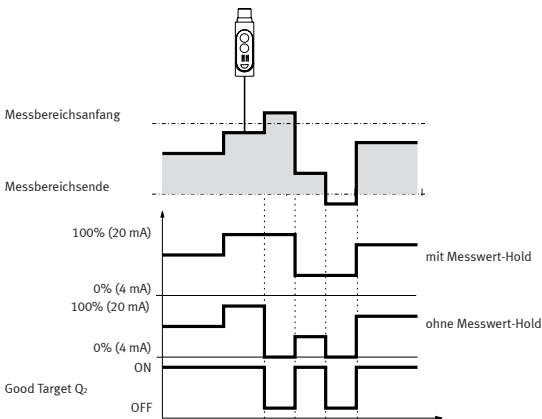 Messbereichsanfang
Messbereichsende
100% (20 mA)
mit Messwert-Hold
0% (4 mA)
100% (20 mA)
ohne Messwert-Hold
0% (4 mA)
ON
Good Target Q₂
OFF